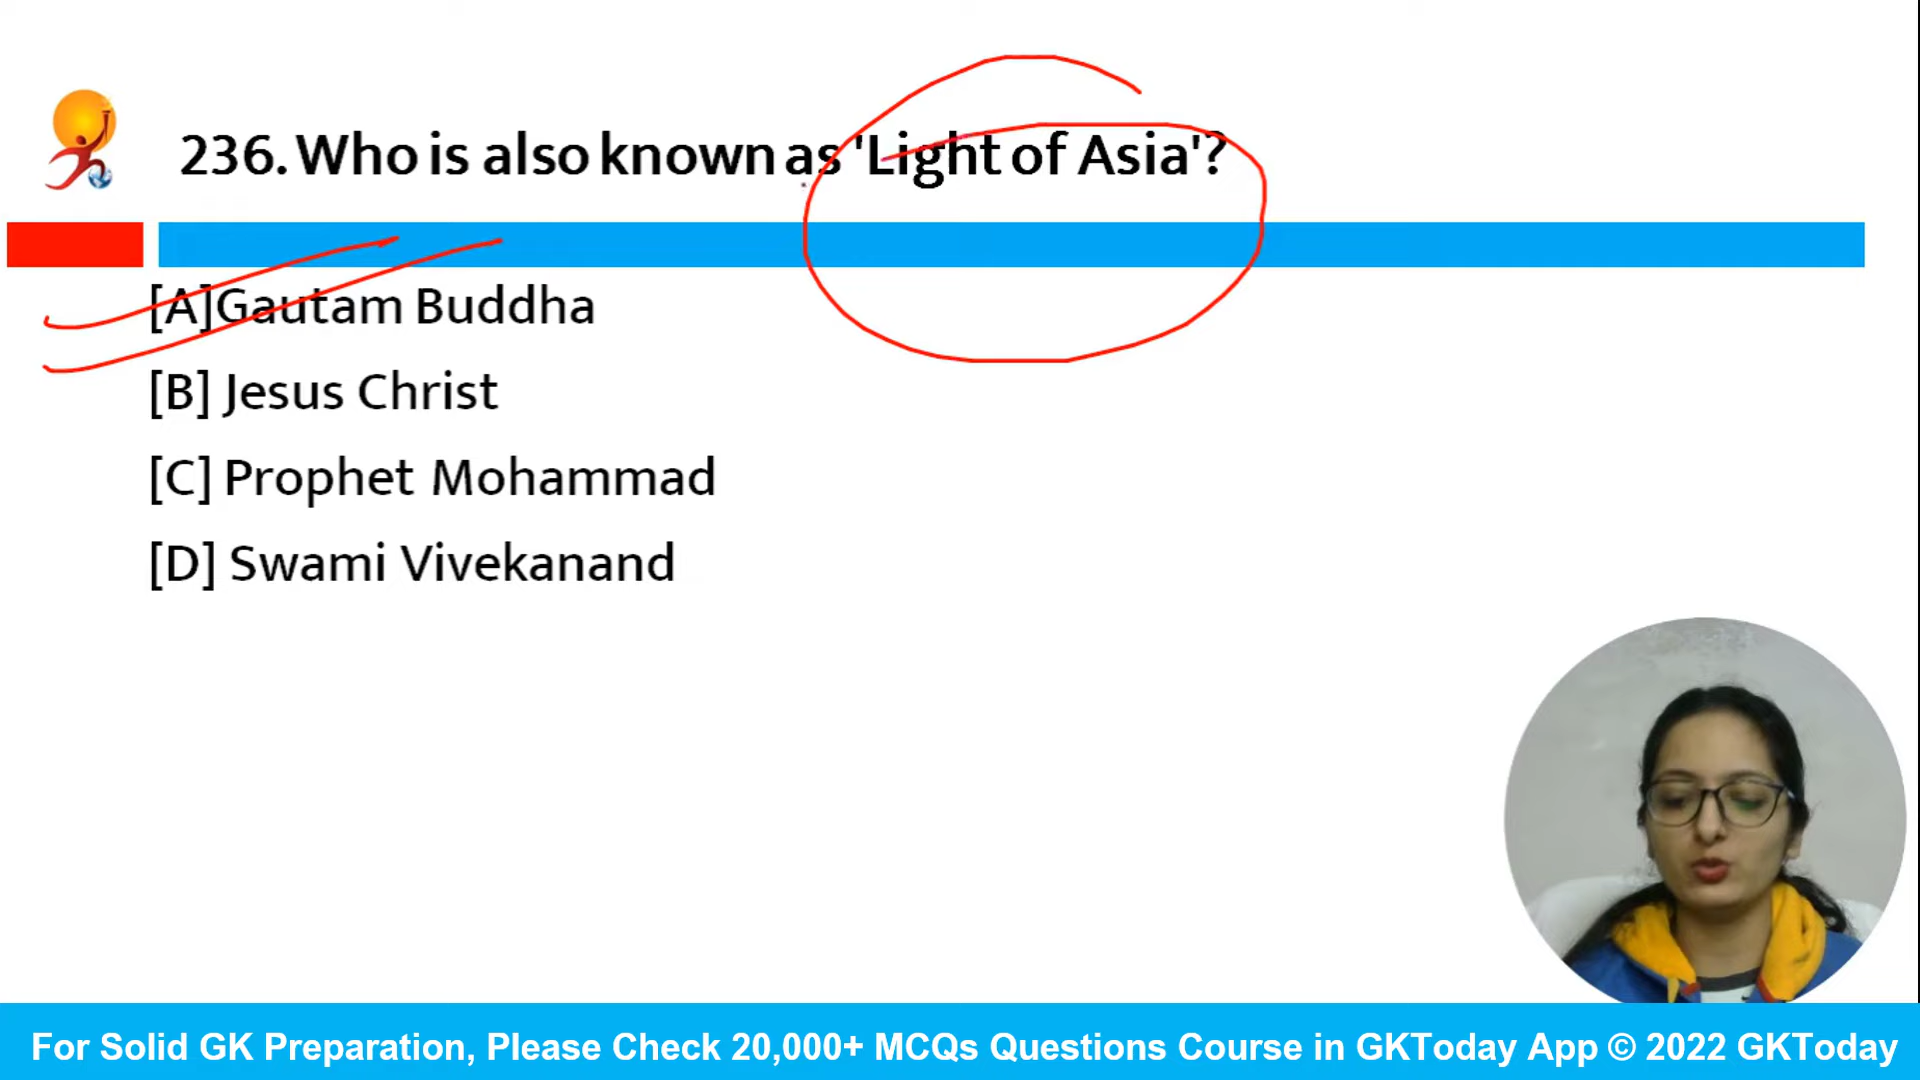 236. Who is also known as 'Light of Asia'?
[A]Gautam Buddha
[B] Jesus Christ
[C] Prophet Mohammad
[D] Swami Vivekanand
For Solid GK Preparation, Please Check 20,000+ MCQs Questions Course in GKToday App © 2022 GKToday